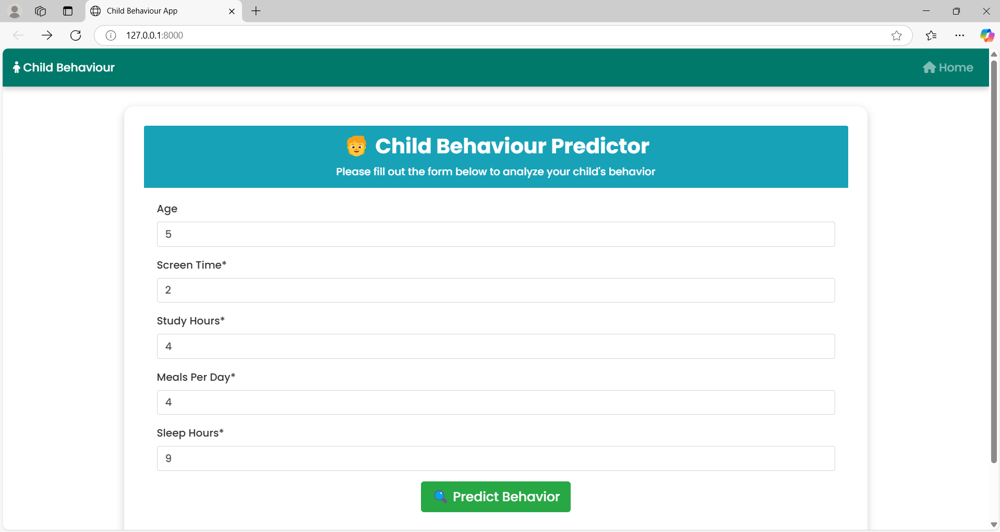 Child Behaviour App
127.0.0.1:8000
Child Behaviour
Home
Child Behaviour Predictor
Please fill out the form below to analyze your child's behavior
Age
5
Screen Time*
2
Study Hours*
4
Meals Per Day*
4
Sleep Hours*
9
Predict Behavior